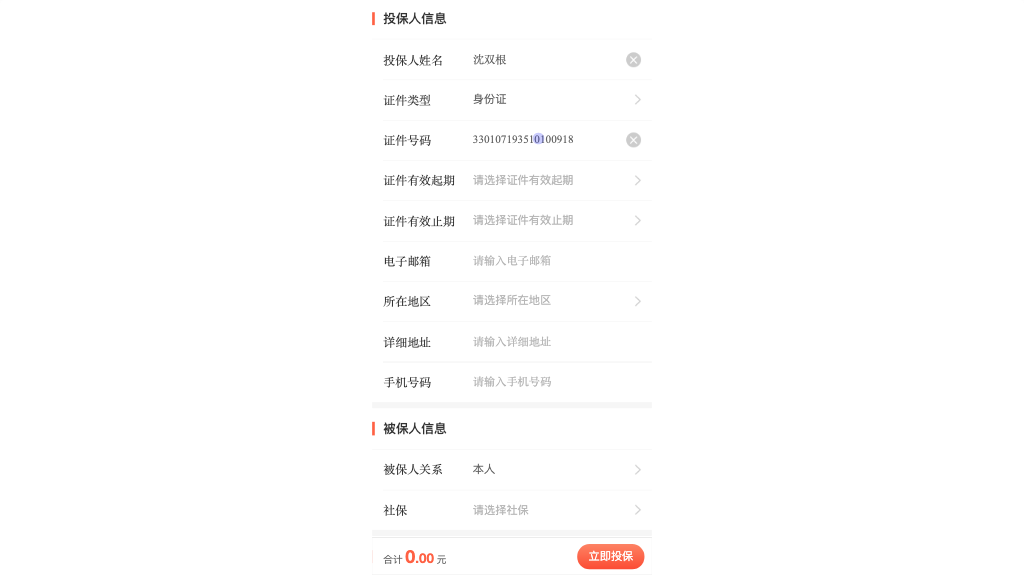 投保人信息
投保人姓名 沈双根
证件类型 身份证
证件号码 330107193510100918
证件有效起期 请选择证件有效起期
证件有效止期 请选择证件有效止期
电子邮箱 请输入电子邮箱
所在地区 请选择所在地区
详细地址 请输入详细地址
手机号码 请输入手机号码
被保人信息
被保人关系 本人
社保 请选择社保
合计 0.00 元 立即投保